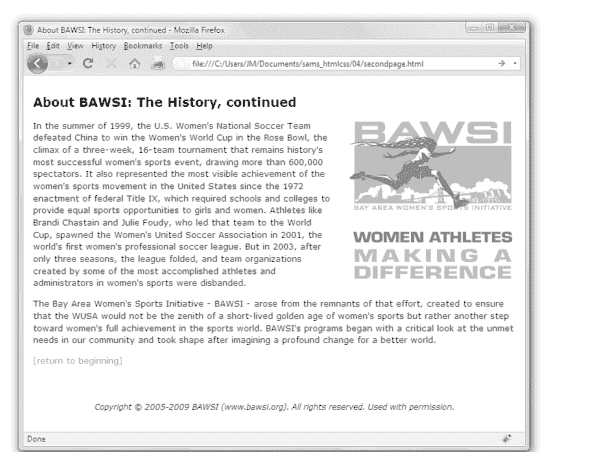 About BAWSI: The History, continued - Mozilla Firefox
File Edit View History Bookmarks Tools Help
file:///C:/Users/JM/Documents/sams_htmlcss/04/secondpage.html
About BAWSI: The History, continued
In the summer of 1999, the U.S. Women's National Soccer Team
defeated China to win the Women's World Cup in the Rose Bowl, the
climax of a three-week, 16-team tournament that remains history's
most successful women's sports event, drawing more than 600,000
spectators. It also represented the most visible achievement of the
women's sports movement in the United States since the 1972
enactment of federal Title IX, which required schools and colleges to
provide equal sports opportunities to girls and women. Athletes like
Brandi Chastain and Julie Foudy, who led that team to the World
Cup, spawned the Women's United Soccer Association in 2001, the
world's first women's professional soccer league. But in 2003, after
only three seasons, the league folded, and team organizations
created by some of the most accomplished athletes and
administrators in women's sports were disbanded.
BAWSI
BAY AREA WOMEN'S SPORTS INITIATIVE
WOMEN ATHLETES
MAKING A
DIFFERENCE
The Bay Area Women's Sports Initiative - BAWSI - arose from the remnants of that effort, created to ensure
that the WUSA would not be the zenith of a short-lived golden age of women's sports but rather another step
toward women's full achievement in the sports world. BAWSI's programs began with a critical look at the unmet
needs in our community and took shape after imagining a profound change for a better world.
[return to beginning]
Copyright © 2005-2009 BAWSI (www.bawsi.org). All rights reserved. Used with permission.
Done